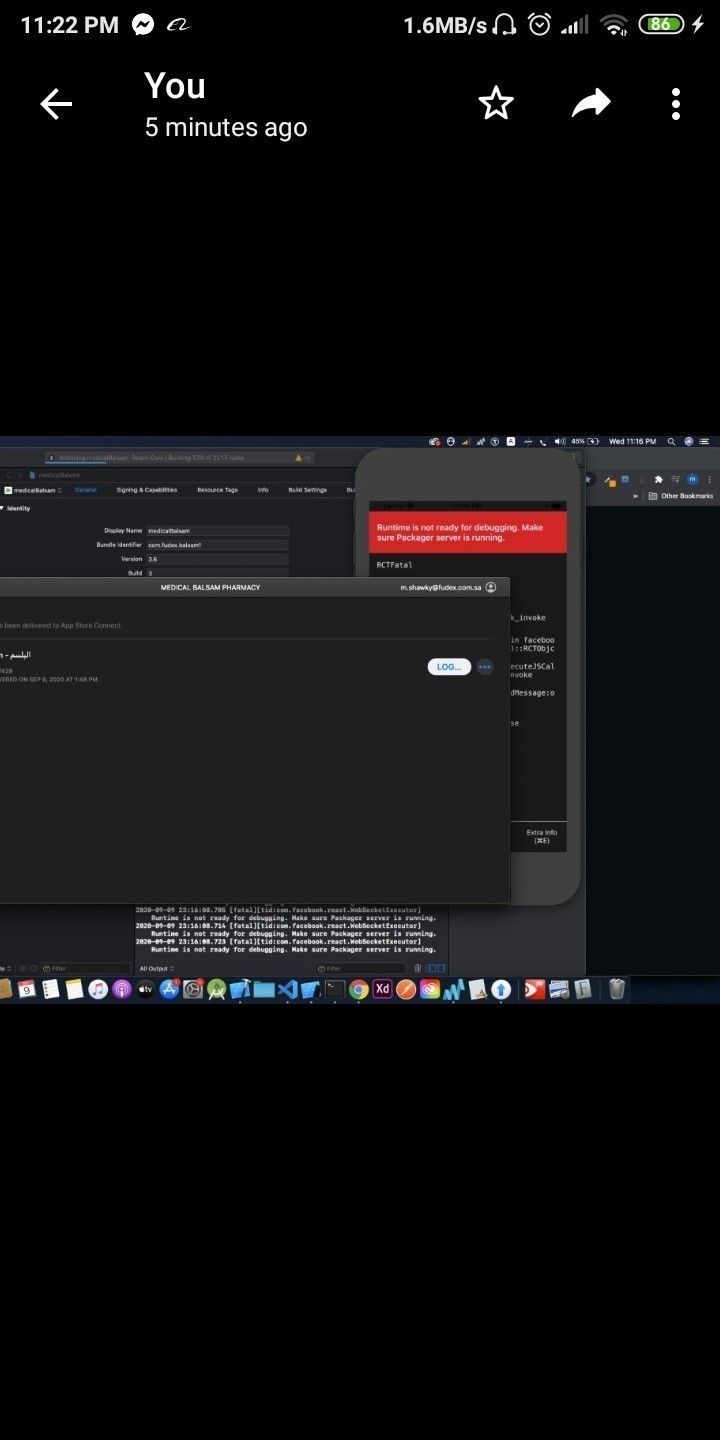 11:22 PM
1.6MB/s
86
You
5 minutes ago
45%
Wed 11:16 PM
Archiving medicalBalsam: React-Core | Building 528 of 2515 tasks
medicalBalsam
medicalBalsam
General
Signing & Capabilities
Resource Tags
Info
Build Settings
Bu
Other Bookmarks
Identity
Display Name
medicalBalsam
Bundle Identifier
com.fudex.balsam1
Version
3.6
Build
3
Runtime is not ready for debugging. Make
sure Packager server is running.
RCTFatal
k_invoke
in faceboo
)::RCTObjc
ecuteJSCal
nvoke
dMessage:o
se
Extra Info
(⌘E)
MEDICAL BALSAM PHARMACY
m.shawky@fudex.com.sa
been delivered to App Store Connect.
البلسم -
LOG...
ERED ON SEP 9, 2020 AT 1:48 PM
2020-09-09 23:16:08.705 [fatal][tid:com.facebook.react.WebSocketExecutor]
Runtime is not ready for debugging. Make sure Packager server is running.
2020-09-09 23:16:08.714 [fatal][tid:com.facebook.react.WebSocketExecutor]
Runtime is not ready for debugging. Make sure Packager server is running.
2020-09-09 23:16:08.723 [fatal][tid:com.facebook.react.WebSocketExecutor]
Runtime is not ready for debugging. Make sure Packager server is running.
Filter
All Output
Filter
9
tv
Xd